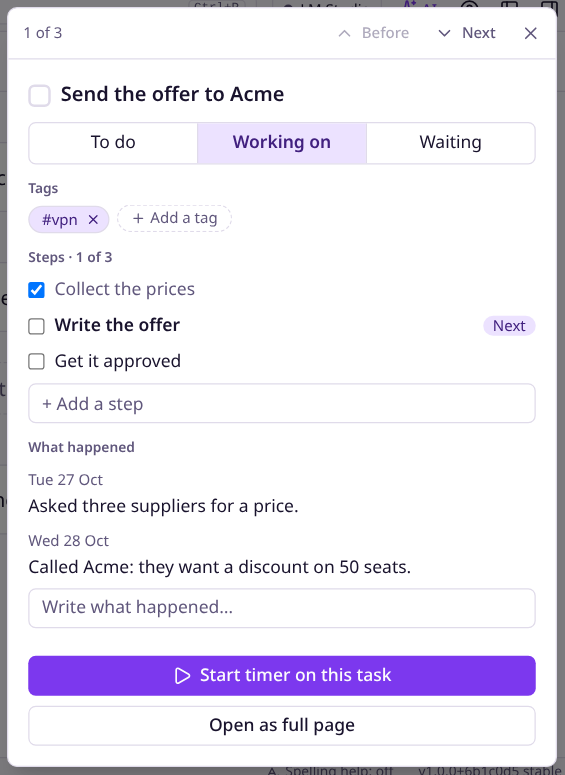 1 of 3
Before
Next
Send the offer to Acme
To do
Working on
Waiting
Tags
#vpn
+ Add a tag
Steps · 1 of 3
Collect the prices
Write the offer
Next
Get it approved
+ Add a step
What happened
Tue 27 Oct
Asked three suppliers for a price.
Wed 28 Oct
Called Acme: they want a discount on 50 seats.
Write what happened...
Start timer on this task
Open as full page
Spelling help: off